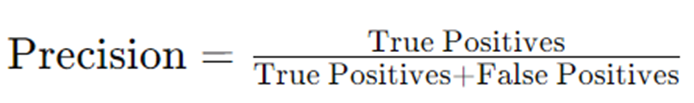 Precision = True Positives
True Positives+False Positives